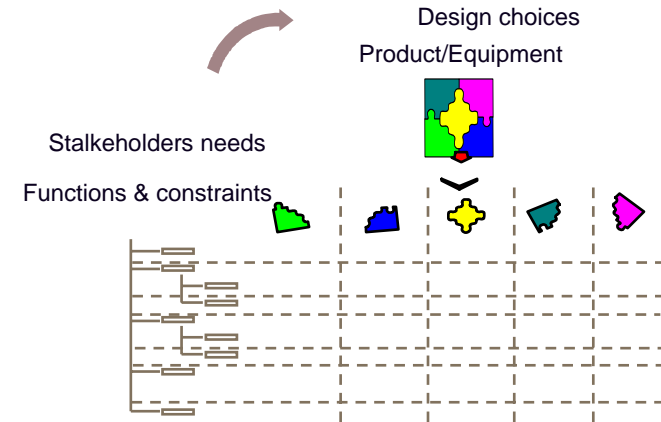 Design choices
Product/Equipment
Stalkeholders needs
Functions & constraints